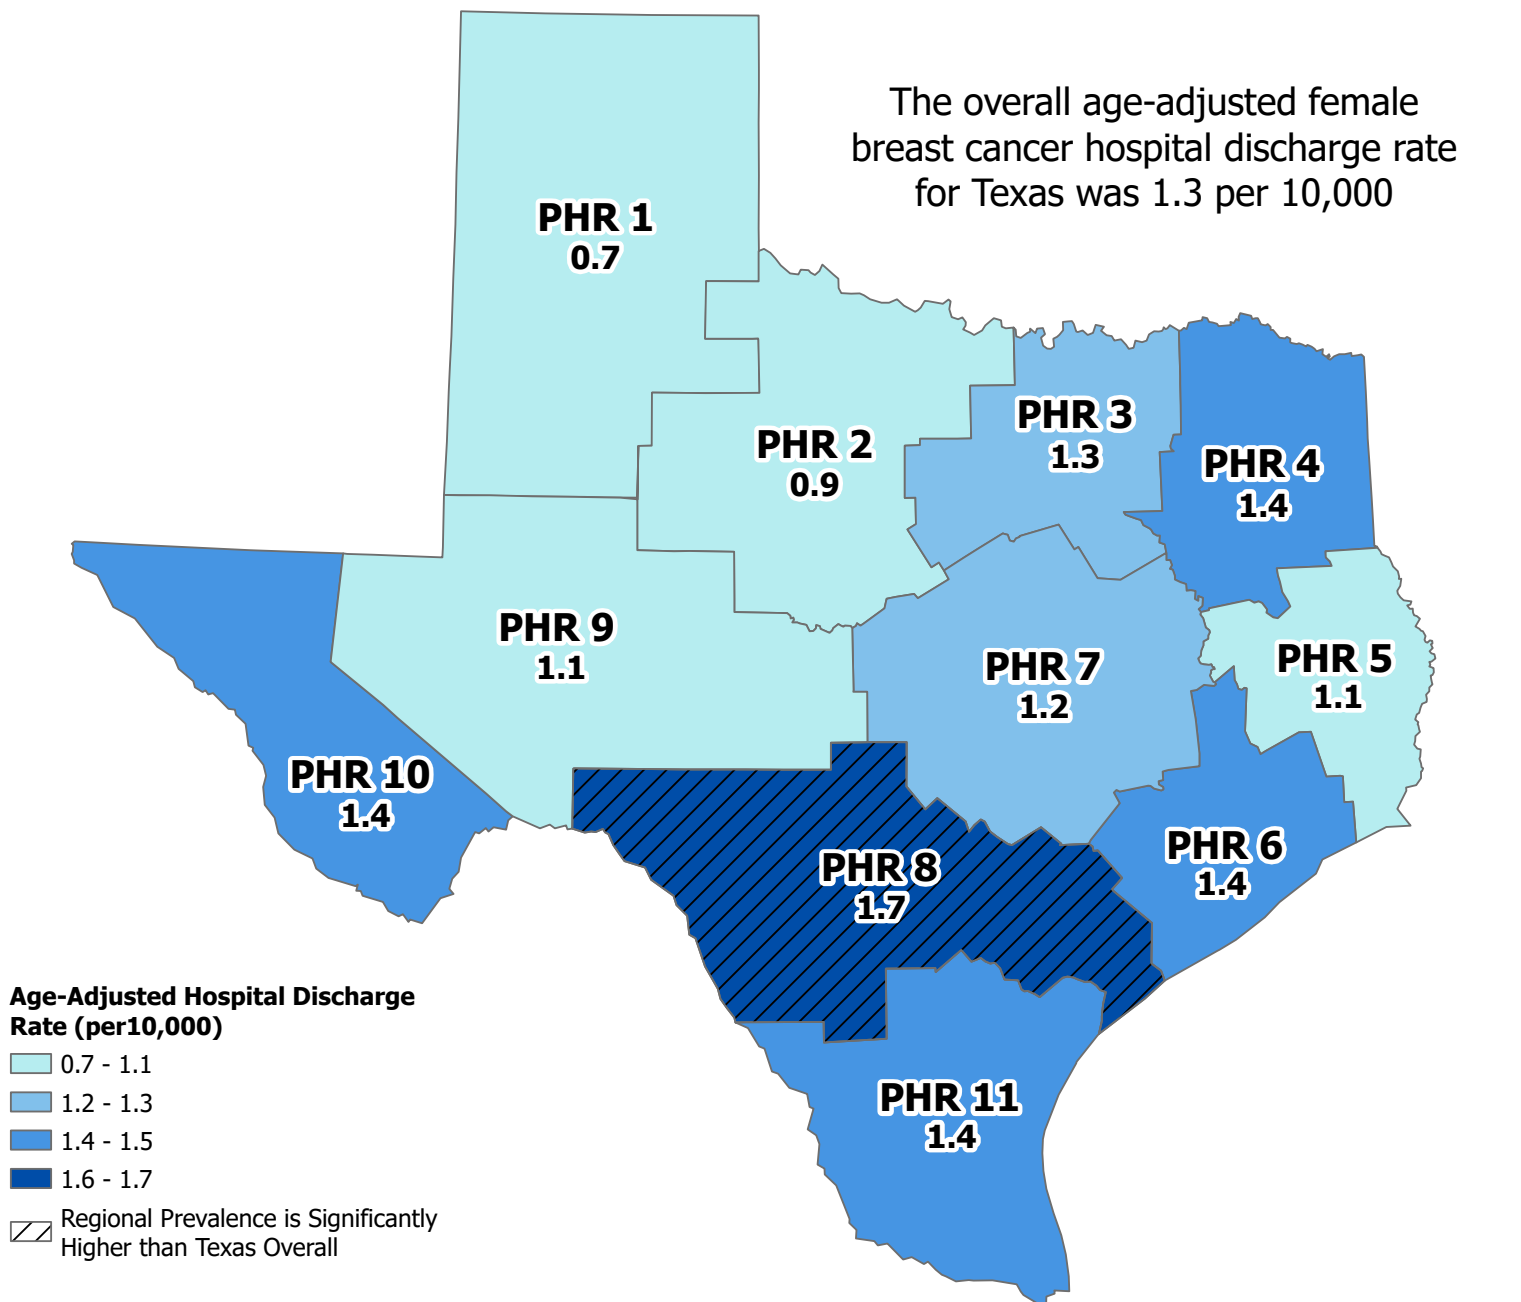 The overall age-adjusted female
breast cancer hospital discharge rate
for Texas was 1.3 per 10,000
PHR 1
0.7
PHR 2
0.9
PHR 3
1.3
PHR 4
1.4
PHR 9
1.1
PHR 7
1.2
PHR 5
1.1
PHR 10
1.4
PHR 8
1.7
PHR 6
1.4
PHR 11
1.4
Age-Adjusted Hospital Discharge
Rate (per10,000)
0.7 - 1.1
1.2 - 1.3
1.4 - 1.5
1.6 - 1.7
Regional Prevalence is Significantly
Higher than Texas Overall